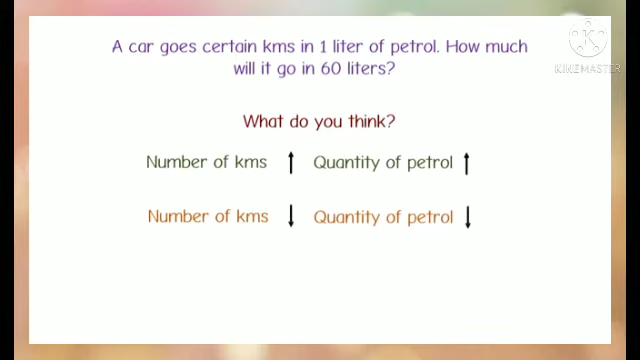 A car goes certain kms in 1 liter of petrol. How much
will it go in 60 liters?
K
KINEMASTER
What do you think?
Number of kms ↑ Quantity of petrol ↑
Number of kms ↓ Quantity of petrol ↓